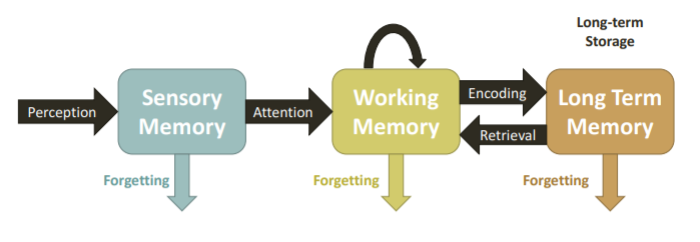 Long-term
Storage
Perception
Sensory
Memory
Attention
Working
Memory
Encoding
Retrieval
Long Term
Memory
Forgetting
Forgetting
Forgetting